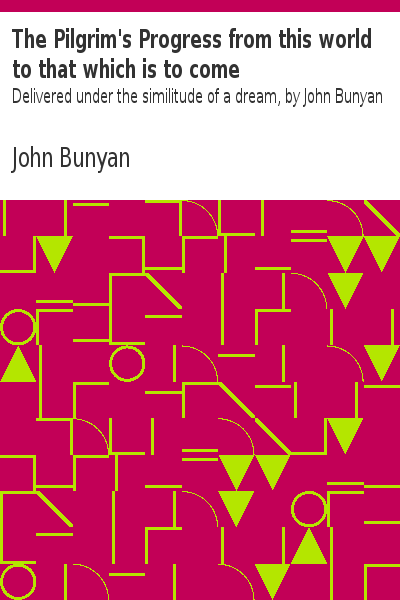 The Pilgrim's Progress from this world
to that which is to come
Delivered under the similitude of a dream, by John Bunyan
John Bunyan